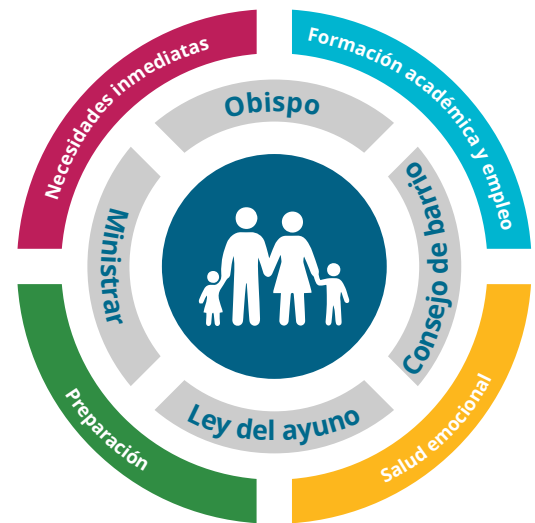 Necesidades inmediatas
Formación académica y empleo
Obispo
Ministrar
Consejo de barrio
Ley del ayuno
Preparación
Salud emocional